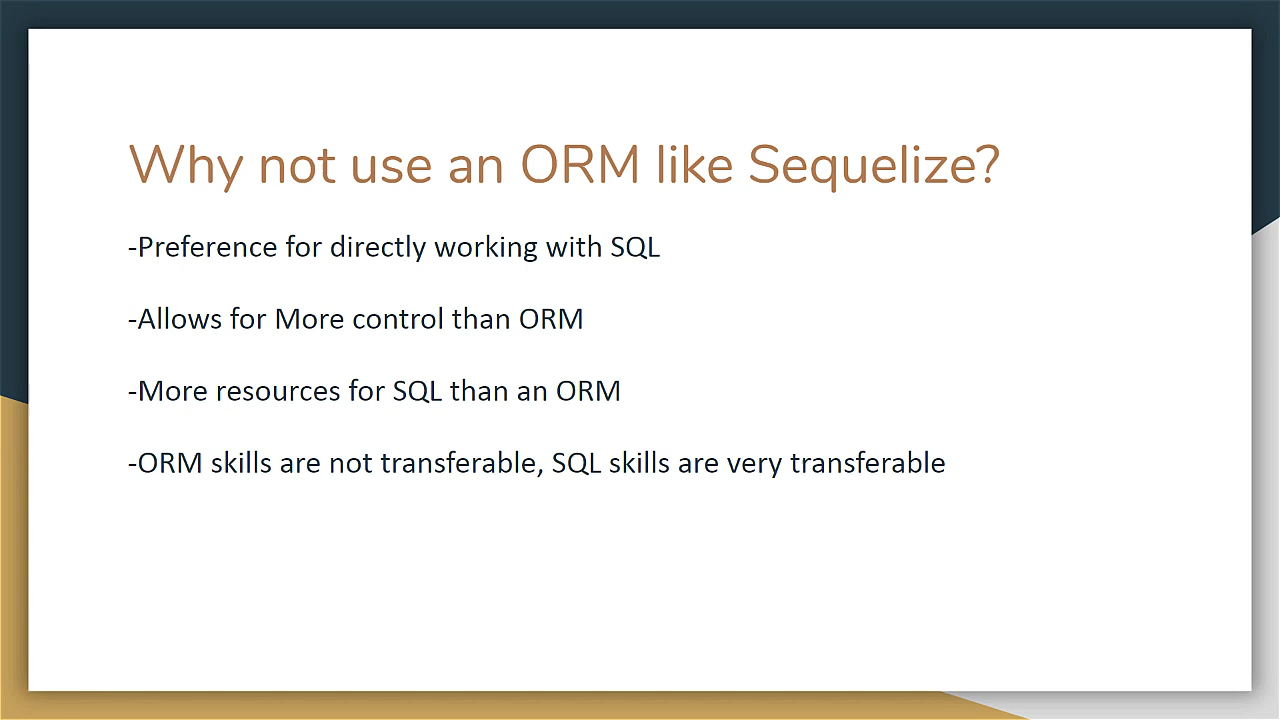 Why not use an ORM like Sequelize?
-Preference for directly working with SQL
-Allows for More control than ORM
-More resources for SQL than an ORM
-ORM skills are not transferable, SQL skills are very transferable